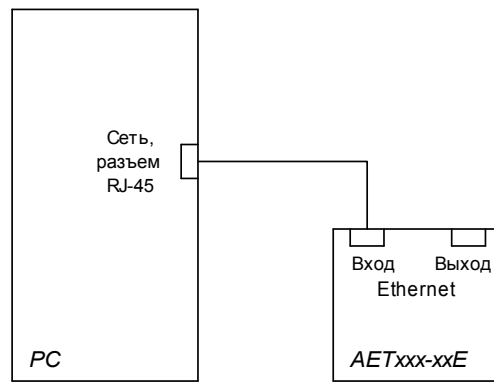 Сеть,
разъем
RJ-45
Вход Выход
Ethernet
PC
AETxxx-xxE